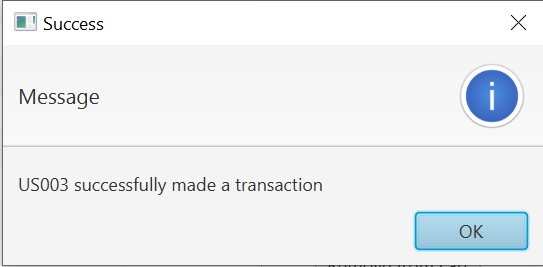 Success
Message
i
US003 successfully made a transaction
OK